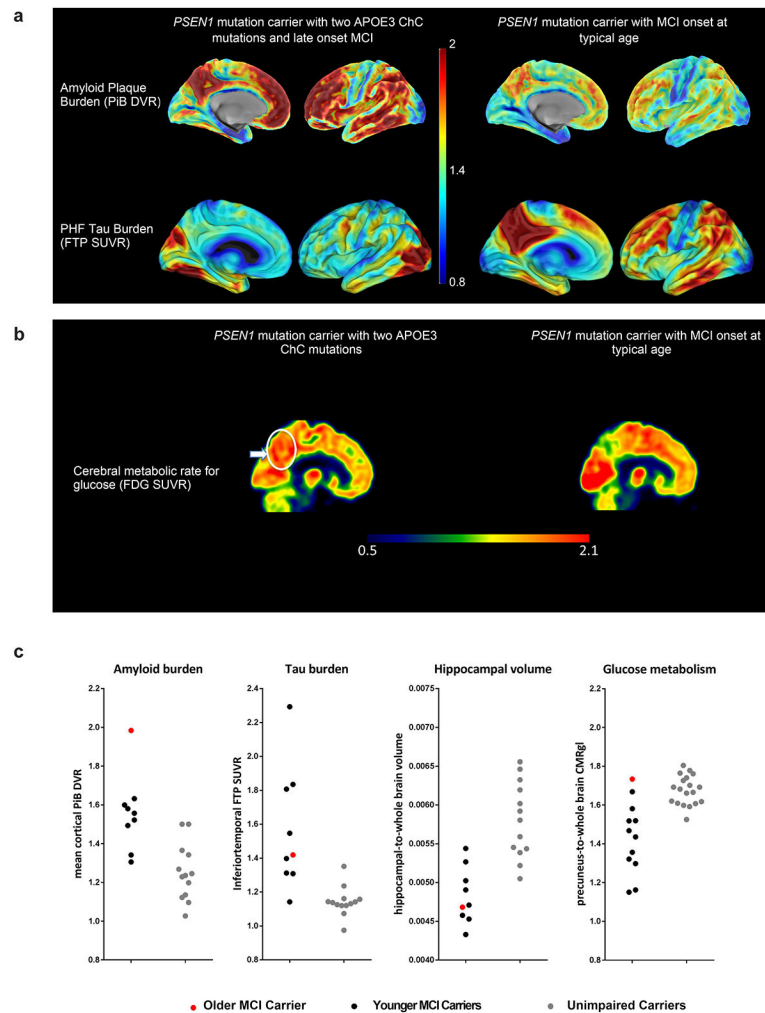 a
PSEN1 mutation carrier with two APOE3 ChC
mutations and late onset MCI
PSEN1 mutation carrier with MCI onset at
typical age
2
Amyloid Plaque
Burden (PiB DVR)
1.4
PHF Tau Burden
(FTP SUVR)
0.8
b
PSEN1 mutation carrier with two APOE3
ChC mutations
PSEN1 mutation carrier with MCI onset at
typical age
Cerebral metabolic rate for
glucose (FDG SUVR)
0.5
2.1
c
Amyloid burden
mean cortical PiB DVR
2.2
2.0
1.8
1.6
1.4
1.2
1.0
0.8
Tau burden
Inferiortemporal FTP SUVR
2.4
2.2
2.0
1.8
1.6
1.4
1.2
1.0
0.8
Hippocampal volume
hippocampal-to-whole brain volume
0.0075
0.0070
0.0065
0.0060
0.0055
0.0050
0.0045
0.0040
Glucose metabolism
precuneus-to-whole brain CMRgl
2.2
2.0
1.8
1.6
1.4
1.2
1.0
0.8
Older MCI Carrier
Younger MCI Carriers
Unimpaired Carriers